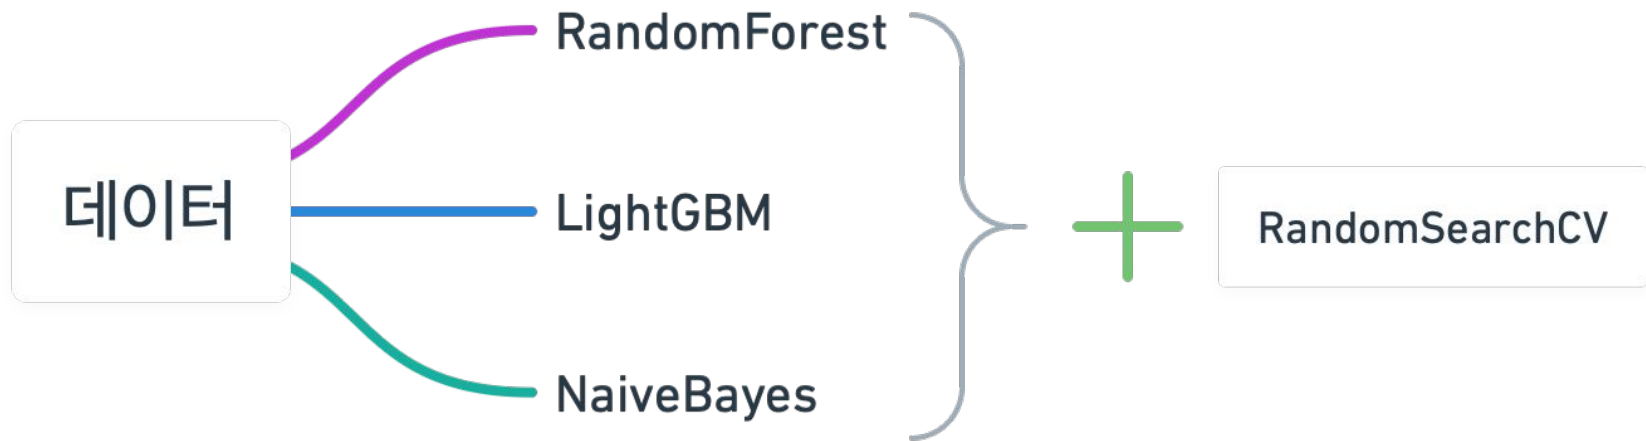 데이터
RandomForest
LightGBM
NaiveBayes
RandomSearchCV